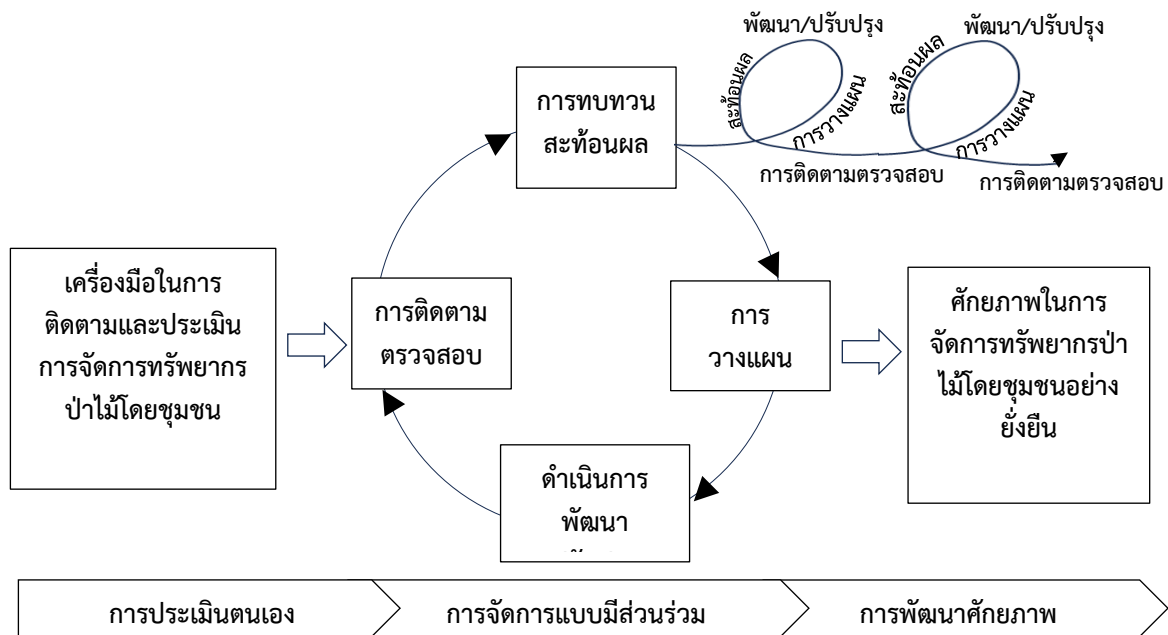 พัฒนา/ปรับปรุง
พัฒนา/ปรับปรุง
สะท้อนผล
การวางแผน
สะท้อนผล
การวางแผน
การติดตามตรวจสอบ
การติดตามตรวจสอบ
การทบทวน
สะท้อนผล
เครื่องมือในการ
ติดตามและประเมิน
การจัดการทรัพยากร
ป่าไม้โดยชุมชน
การติดตาม
ตรวจสอบ
การ
วางแผน
ศักยภาพในการ
จัดการทรัพยากรป่า
ไม้โดยชุมชนอย่าง
ยั่งยืน
ดำเนินการ
พัฒนา
การประเมินตนเอง
การจัดการแบบมีส่วนร่วม
การพัฒนาศักยภาพ